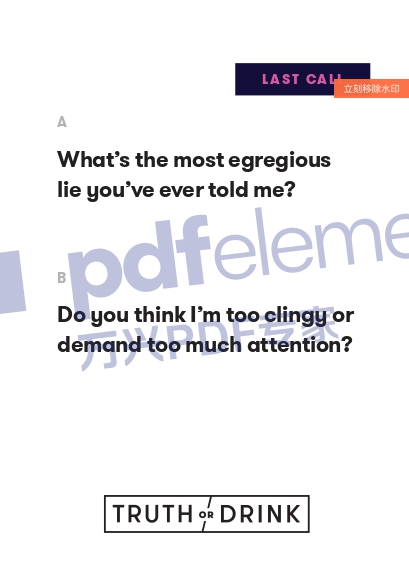 LAST CALL
立刻移除水印
A
What’s the most egregious
lie you’ve ever told me?
pdfeleme
B
Do you think I’m too clingy or
demand too much attention?
万兴PDF专家
TRUTH OR DRINK